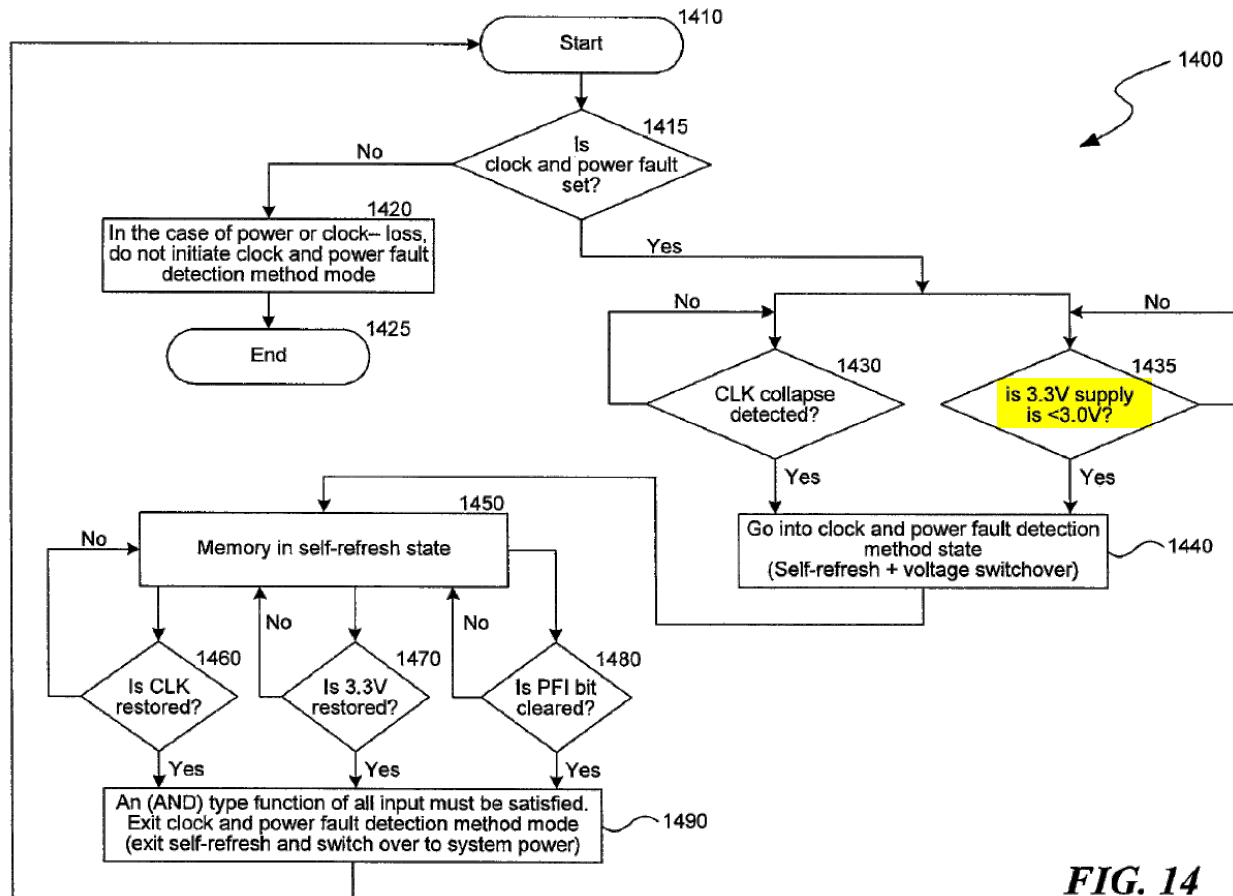 1410
Start
1400
1415
Is
clock and power fault
set?
No
Yes
1420
In the case of power or clock– loss,
do not initiate clock and power fault
detection method mode
1425
End
No
No
1430
CLK collapse
detected?
1435
is 3.3V supply
is <3.0V?
Yes
Yes
Go into clock and power fault detection
method state
(Self-refresh + voltage switchover)
1440
1450
Memory in self-refresh state
No
No
No
1460
Is CLK
restored?
1470
Is 3.3V
restored?
1480
Is PFI bit
cleared?
Yes
Yes
Yes
An (AND) type function of all input must be satisfied.
Exit clock and power fault detection method mode
(exit self-refresh and switch over to system power)
1490
FIG. 14